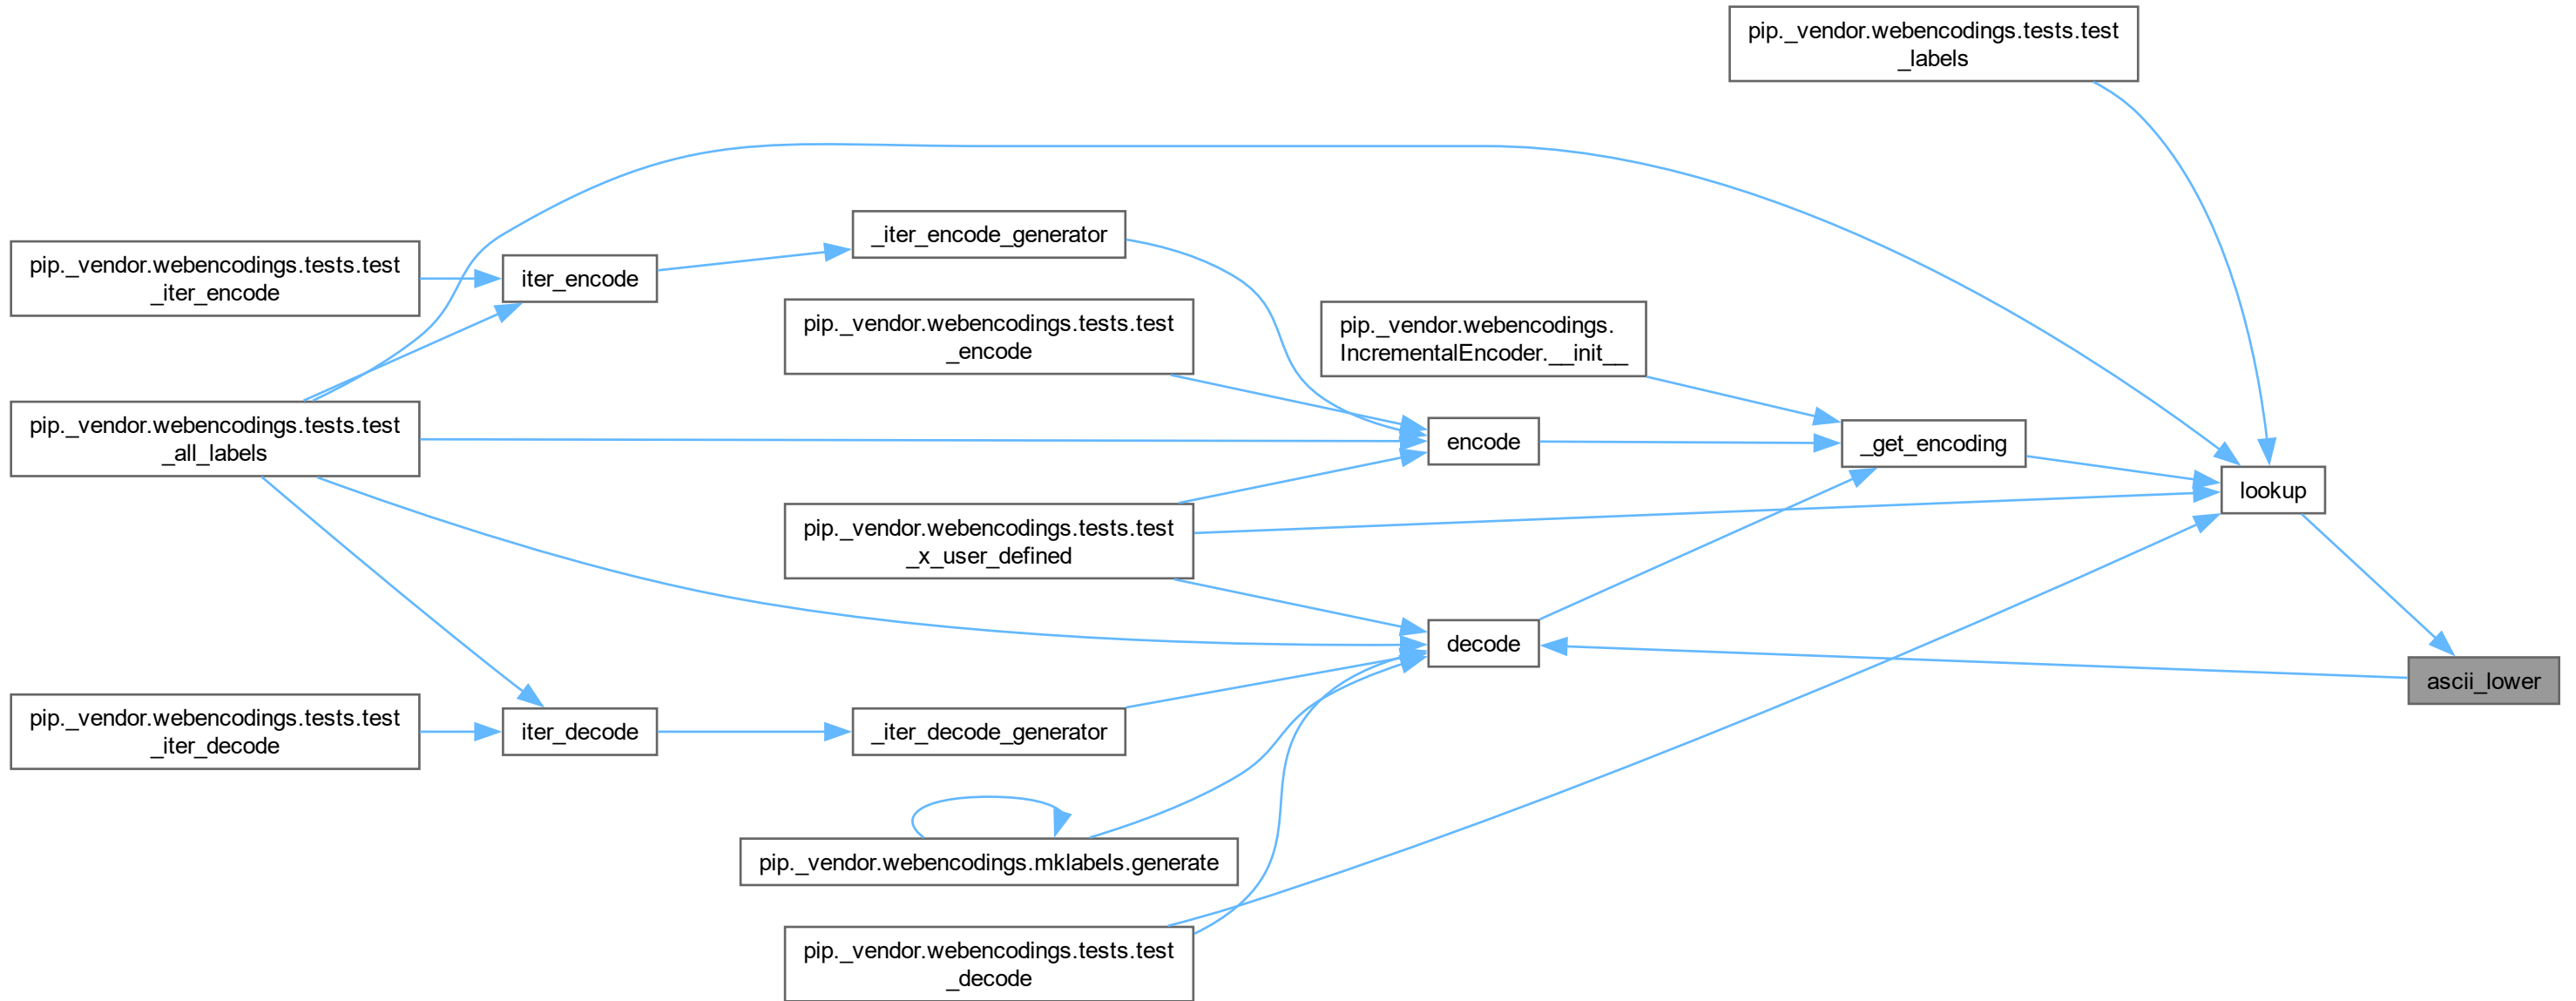 pip._vendor.webencodings.tests.test
_labels
_iter_encode_generator
pip._vendor.webencodings.tests.test
_iter_encode
iter_encode
pip._vendor.webencodings.tests.test
_encode
pip._vendor.webencodings.
IncrementalEncoder.__init__
pip._vendor.webencodings.tests.test
_all_labels
encode
_get_encoding
lookup
pip._vendor.webencodings.tests.test
_x_user_defined
decode
ascii_lower
pip._vendor.webencodings.tests.test
_iter_decode
iter_decode
_iter_decode_generator
pip._vendor.webencodings.mklabels.generate
pip._vendor.webencodings.tests.test
_decode